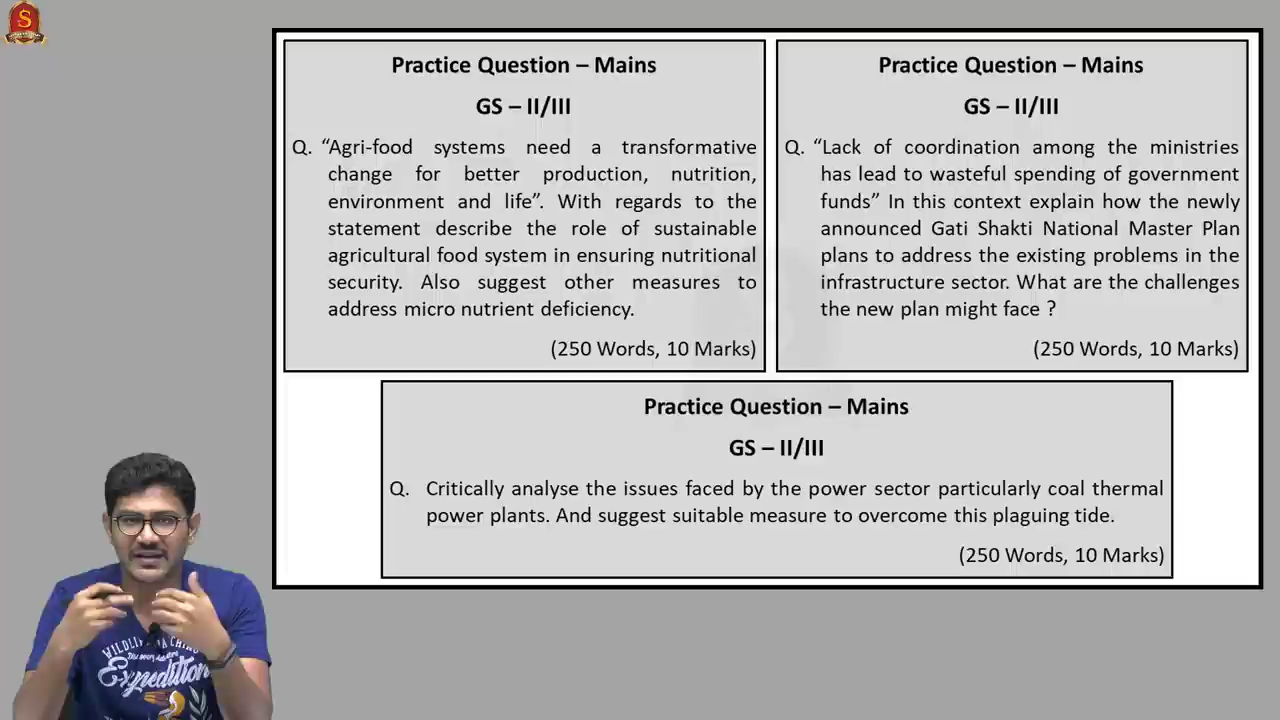 S
Practice Question – Mains
GS – II/III
Q. “Agri-food systems need a transformative
change for better production, nutrition,
environment and life”. With regards to the
statement describe the role of sustainable
agricultural food system in ensuring nutritional
security. Also suggest other measures to
address micro nutrient deficiency.
(250 Words, 10 Marks)
Practice Question – Mains
GS – II/III
Q. “Lack of coordination among the ministries
has lead to wasteful spending of government
funds” In this context explain how the newly
announced Gati Shakti National Master Plan
plans to address the existing problems in the
infrastructure sector. What are the challenges
the new plan might face ?
(250 Words, 10 Marks)
Practice Question – Mains
GS – II/III
Q. Critically analyse the issues faced by the power sector particularly coal thermal
power plants. And suggest suitable measure to overcome this plaguing tide.
(250 Words, 10 Marks)
Expedition